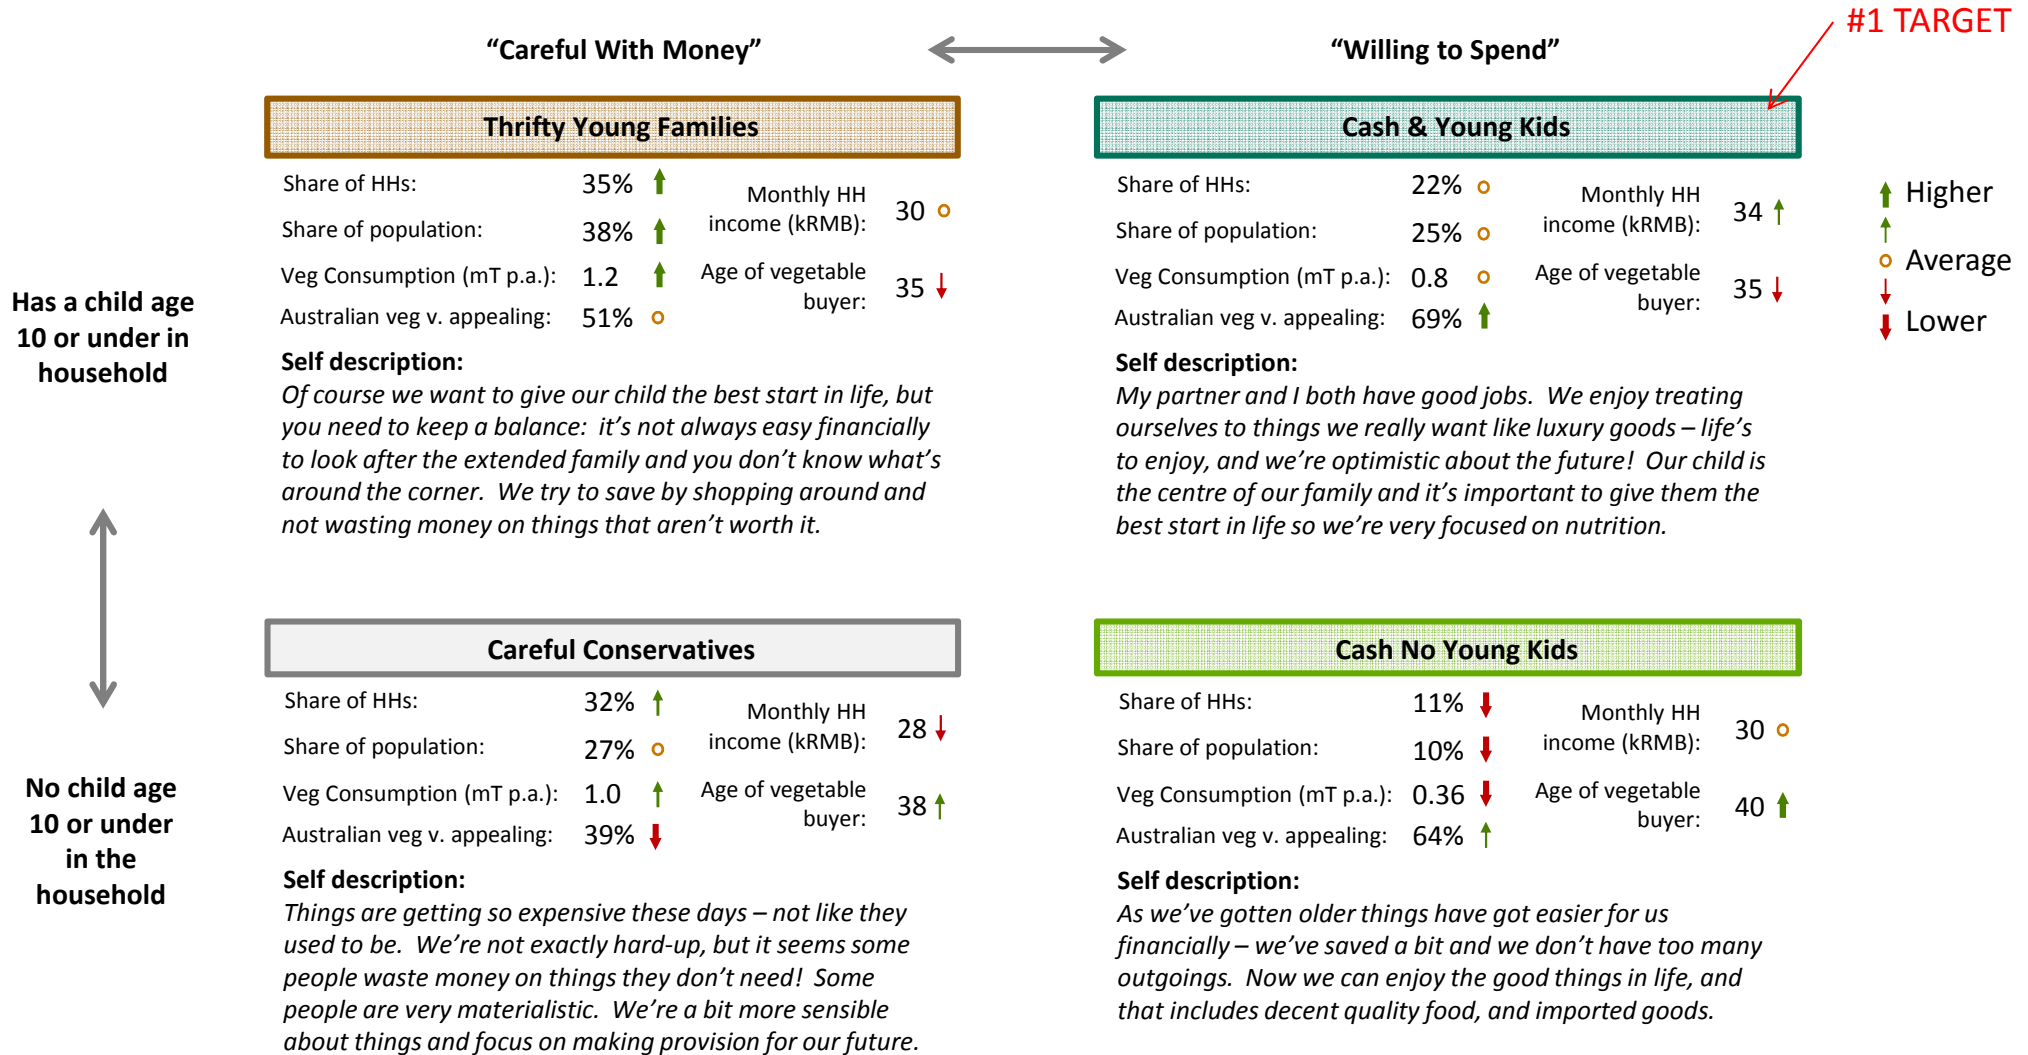 #1 TARGET
“Careful With Money”
“Willing to Spend”
Thrifty Young Families
Share of HHs: 35%
Share of population: 38%
Veg Consumption (mT p.a.): 1.2
Australian veg v. appealing: 51%
Monthly HH
income (kRMB): 30
Age of vegetable
buyer: 35
Self description:
Of course we want to give our child the best start in life, but
you need to keep a balance:  it’s not always easy financially
to look after the extended family and you don’t know what’s
around the corner.  We try to save by shopping around and
not wasting money on things that aren’t worth it.
Cash & Young Kids
Share of HHs: 22%
Share of population: 25%
Veg Consumption (mT p.a.): 0.8
Australian veg v. appealing: 69%
Monthly HH
income (kRMB): 34
Age of vegetable
buyer: 35
Self description:
My partner and I both have good jobs.  We enjoy treating
ourselves to things we really want like luxury goods – life’s
to enjoy, and we’re optimistic about the future!  Our child is
the centre of our family and it’s important to give them the
best start in life so we’re very focused on nutrition.
Higher
Average
Lower
Has a child age
10 or under in
household
No child age
10 or under
in the
household
Careful Conservatives
Share of HHs: 32%
Share of population: 27%
Veg Consumption (mT p.a.): 1.0
Australian veg v. appealing: 39%
Monthly HH
income (kRMB): 28
Age of vegetable
buyer: 38
Self description:
Things are getting so expensive these days – not like they
used to be.  We’re not exactly hard-up, but it seems some
people waste money on things they don’t need!  Some
people are very materialistic.  We’re a bit more sensible
about things and focus on making provision for our future.
Cash No Young Kids
Share of HHs: 11%
Share of population: 10%
Veg Consumption (mT p.a.): 0.36
Australian veg v. appealing: 64%
Monthly HH
income (kRMB): 30
Age of vegetable
buyer: 40
Self description:
As we’ve gotten older things have got easier for us
financially – we’ve saved a bit and we don’t have too many
outgoings.  Now we can enjoy the good things in life, and
that includes decent quality food, and imported goods.